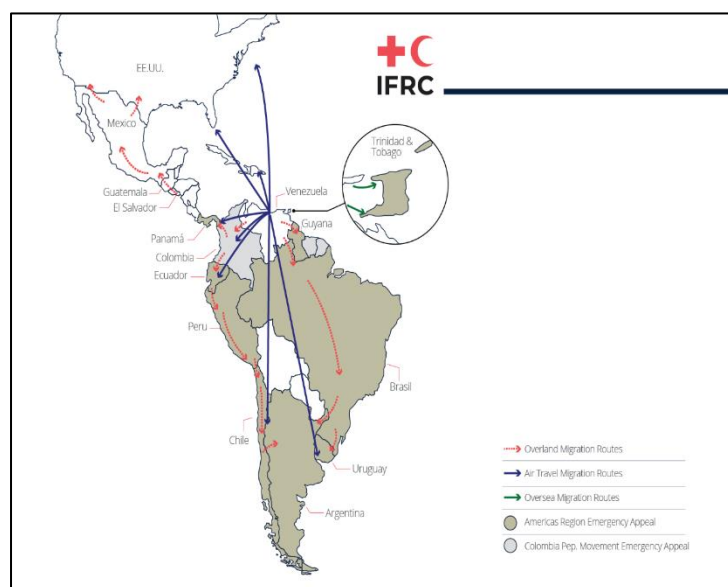 IFRC
EE.UU.
Mexico
Trinidad &
Tobago
Guatemala
El Salvador
Venezuela
Guyana
Panamá
Colombia
Ecuador
Peru
Brasil
Chile
Uruguay
Argentina
Overland Migration Routes
Air Travel Migration Routes
Oversea Migration Routes
Americas Region Emergency Appeal
Colombia Pep. Movement Emergency Appeal